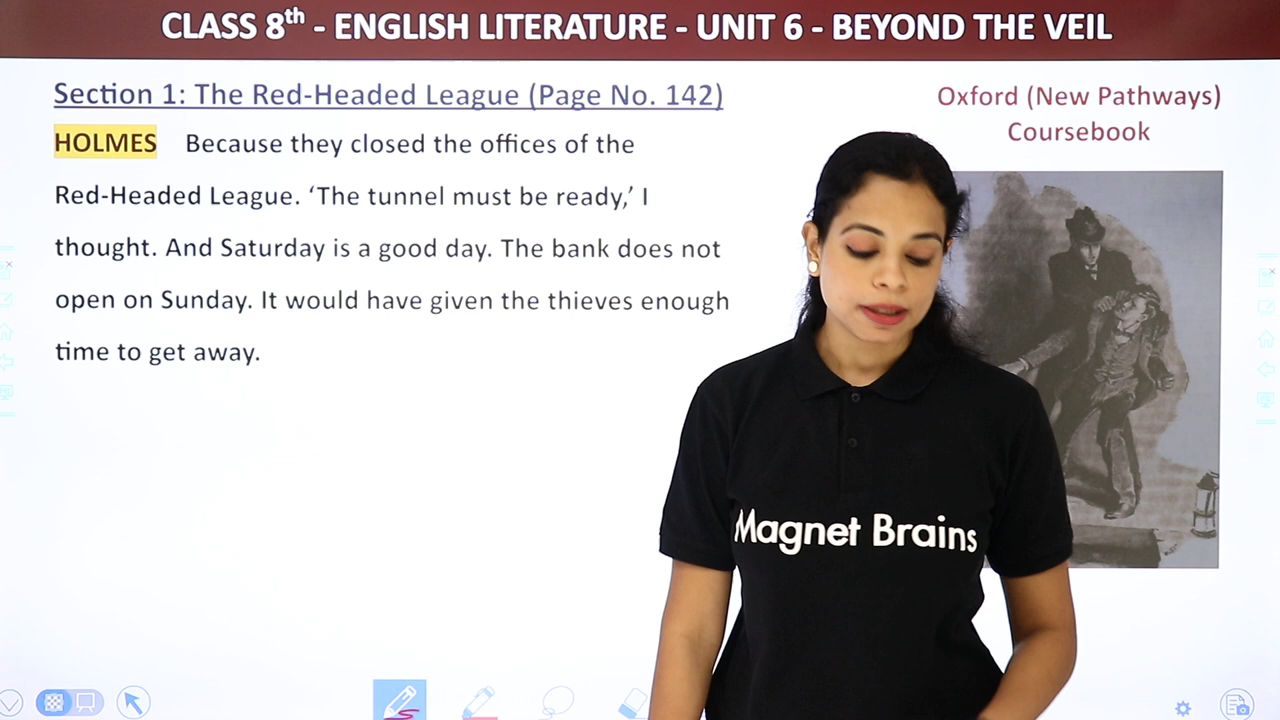 CLASS 8th - ENGLISH LITERATURE - UNIT 6 - BEYOND THE VEIL
Section 1: The Red-Headed League (Page No. 142)
Oxford (New Pathways)
Coursebook
HOLMES Because they closed the offices of the
Red-Headed League. ‘The tunnel must be ready,’ I
thought. And Saturday is a good day. The bank does not
open on Sunday. It would have given the thieves enough
time to get away.
Magnet Brains